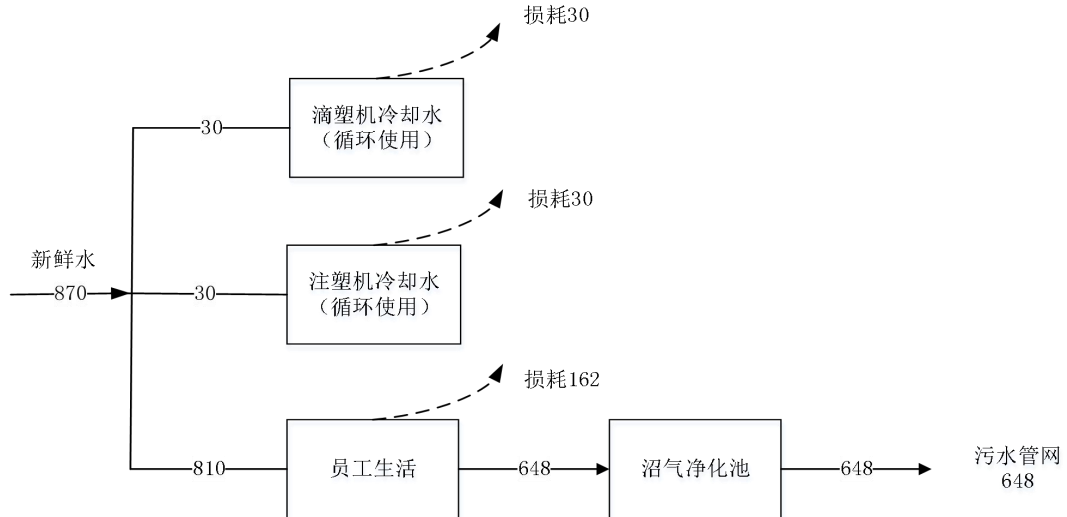 损耗30
滴塑机冷却水
（循环使用）
30
损耗30
新鲜水
870
30
注塑机冷却水
（循环使用）
损耗162
810
员工生活
648
沼气净化池
648
污水管网
648